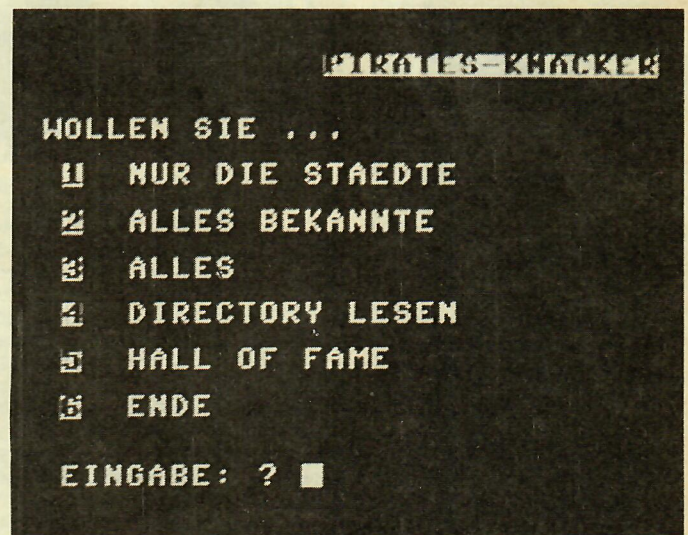 PIRATES-KNACKER
WOLLEN SIE ...
1 NUR DIE STAEDTE
2 ALLES BEKANNTE
3 ALLES
4 DIRECTORY LESEN
5 HALL OF FAME
6 ENDE
EINGABE: ?